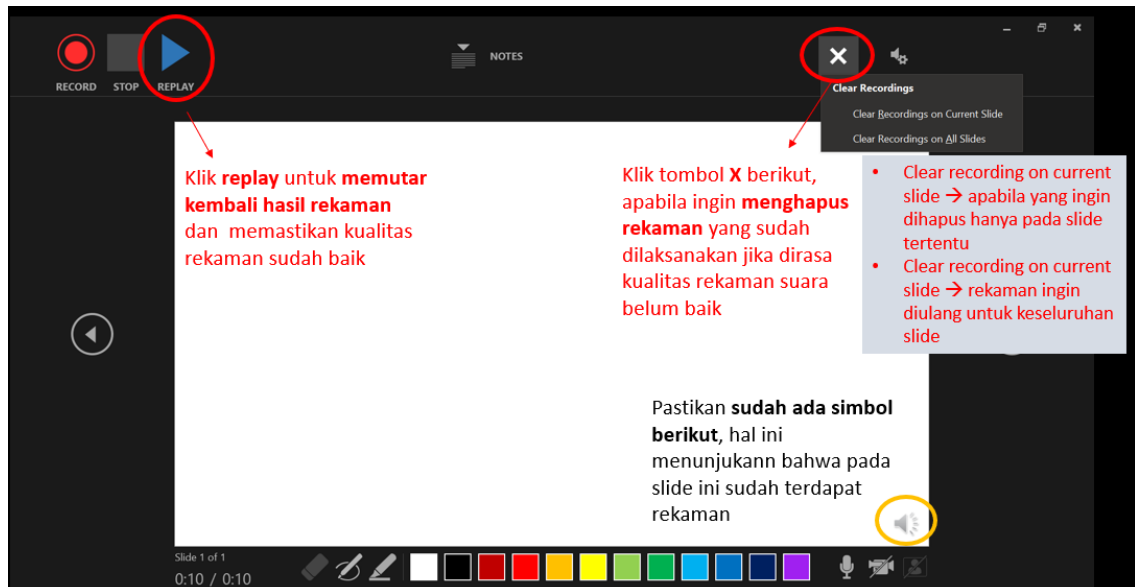 RECORD STOP REPLAY
NOTES
Clear Recordings
Clear Recordings on Current Slide
Clear Recordings on All Slides
Klik replay untuk memutar
kembali hasil rekaman
dan memastikan kualitas
rekaman sudah baik
Klik tombol X berikut,
apabila ingin menghapus
rekaman yang sudah
dilaksanakan jika dirasa
kualitas rekaman suara
belum baik
• Clear recording on current
slide → apabila yang ingin
dihapus hanya pada slide
tertentu
• Clear recording on current
slide → rekaman ingin
diulang untuk keseluruhan
slide
Pastikan sudah ada simbol
berikut, hal ini
menunjukann bahwa pada
slide ini sudah terdapat
rekaman
Slide 1 of 1
0:10 / 0:10